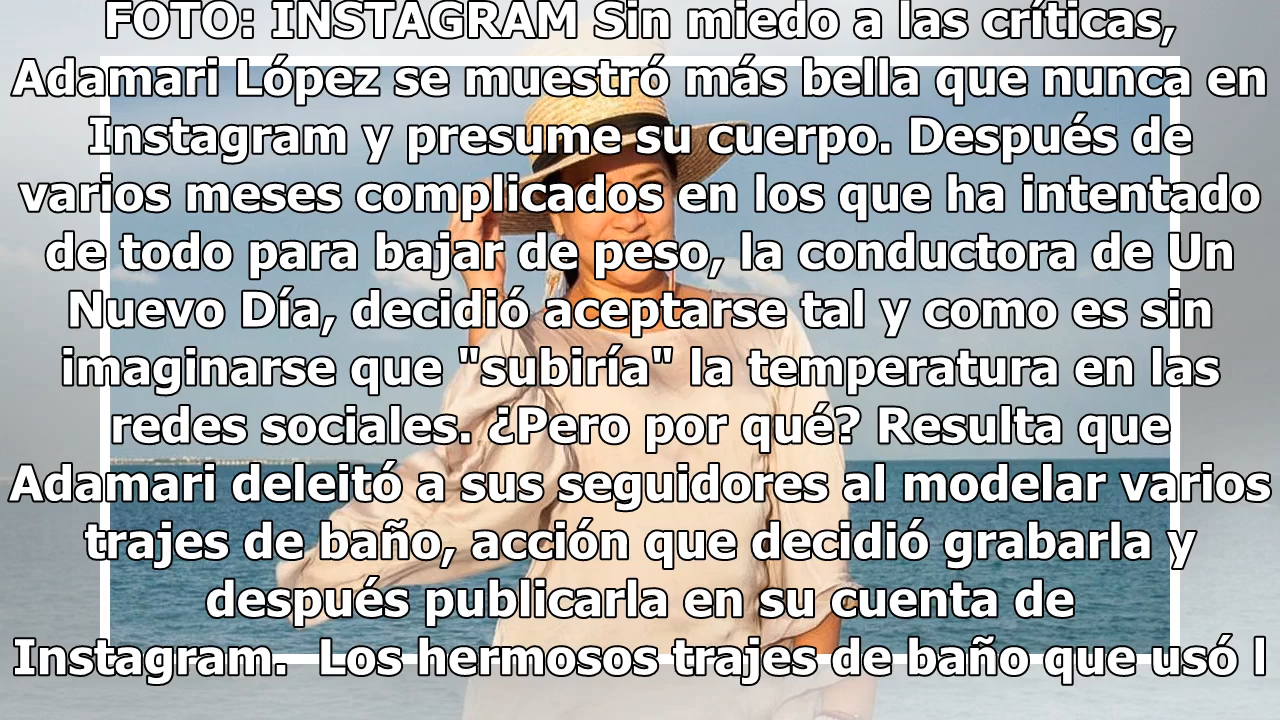 FOTO: INSTAGRAM Sin miedo a las críticas,
Adamari López se muestró más bella que nunca en
Instagram y presume su cuerpo. Después de
varios meses complicados en los que ha intentado
de todo para bajar de peso, la conductora de Un
Nuevo Día, decidió aceptarse tal y como es sin
imaginarse que "subiría" la temperatura en las
redes sociales. ¿Pero por qué? Resulta que
Adamari deleitó a sus seguidores al modelar varios
trajes de baño, acción que decidió grabarla y
después publicarla en su cuenta de
Instagram.  Los hermosos trajes de baño que usó l